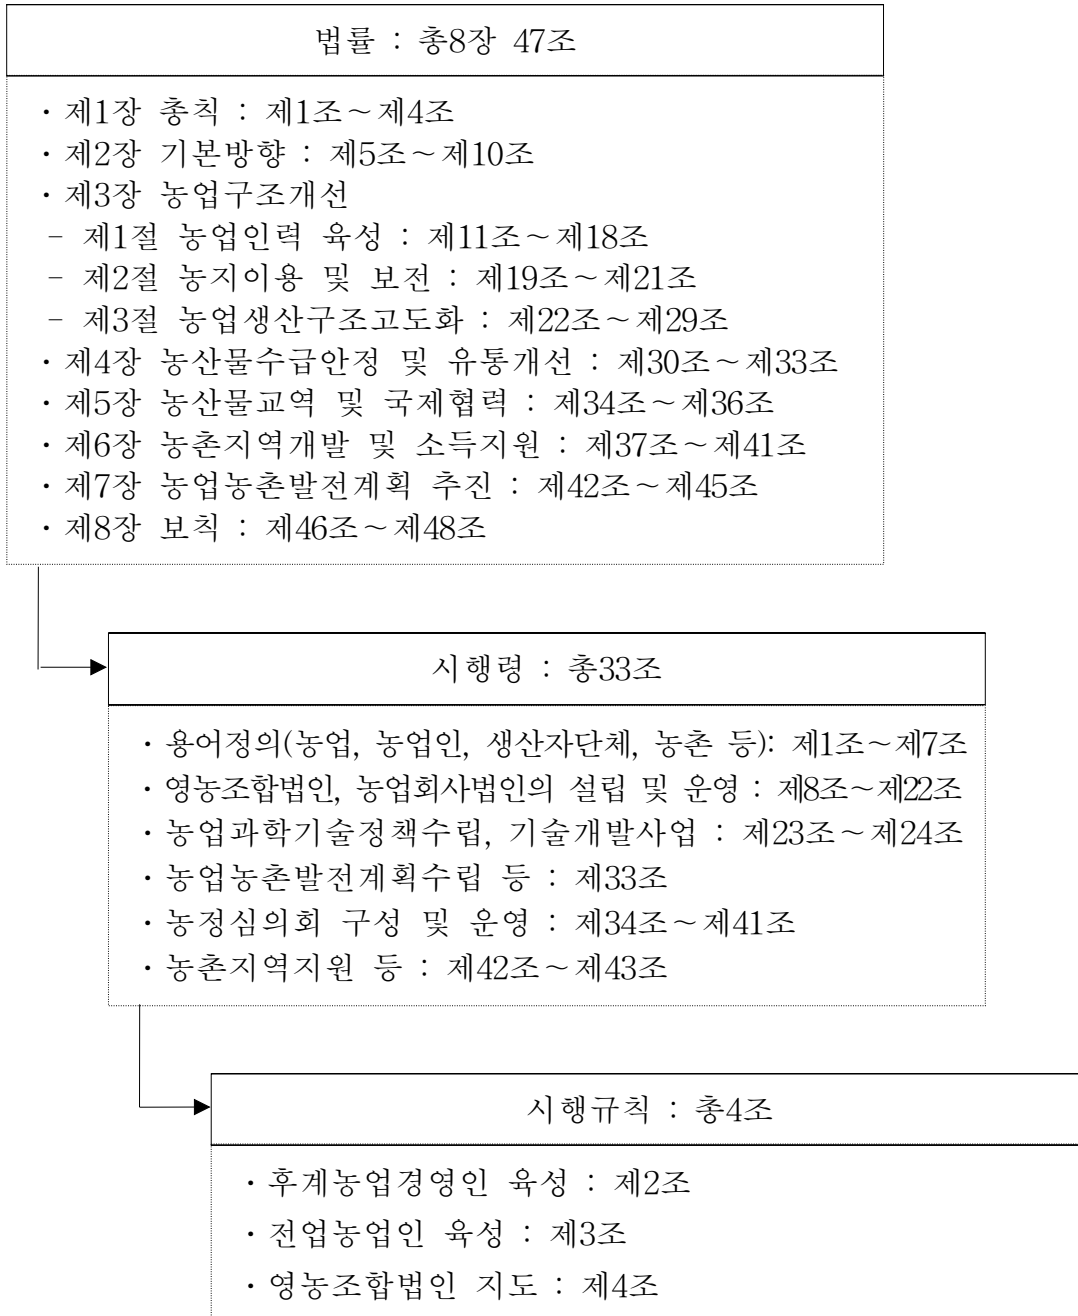 법률 : 총8장 47조
·제1장 총칙 : 제1조~제4조
·제2장 기본방향 : 제5조~제10조
·제3장 농업구조개선
- 제1절 농업인력 육성 : 제11조~제18조
- 제2절 농지이용 및 보전 : 제19조~제21조
- 제3절 농업생산구조고도화 : 제22조~제29조
·제4장 농산물수급안정 및 유통개선 : 제30조~제33조
·제5장 농산물교역 및 국제협력 : 제34조~제36조
·제6장 농촌지역개발 및 소득지원 : 제37조~제41조
·제7장 농업농촌발전계획 추진 : 제42조~제45조
·제8장 보칙 : 제46조~제48조
시행령 : 총33조
·용어정의(농업, 농업인, 생산자단체, 농촌 등): 제1조~제7조
·영농조합법인, 농업회사법인의 설립 및 운영 : 제8조~제22조
·농업과학기술정책수립, 기술개발사업 : 제23조~제24조
·농업농촌발전계획수립 등 : 제33조
·농정심의회 구성 및 운영 : 제34조~제41조
·농촌지역지원 등 : 제42조~제43조
시행규칙 : 총4조
·후계농업경영인 육성 : 제2조
·전업농업인 육성 : 제3조
·영농조합법인 지도 : 제4조